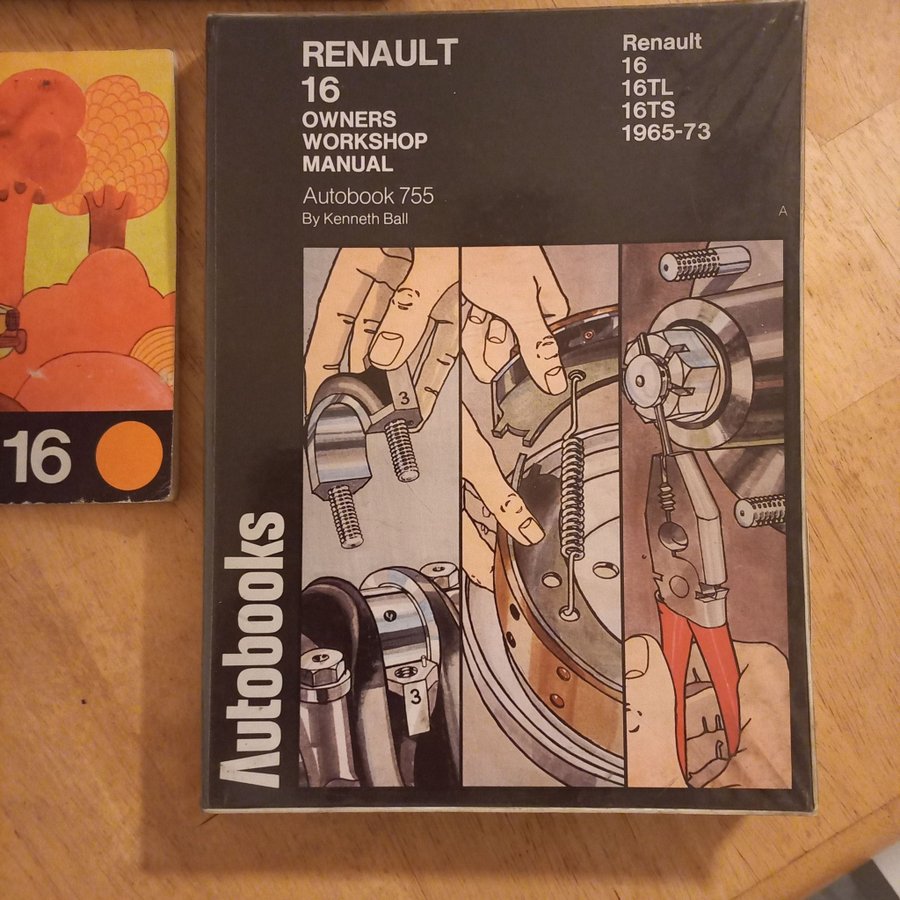 16
RENAULT
16
OWNERS
WORKSHOP
MANUAL
Autobook 755
By Kenneth Ball
Renault
16
16TL
16TS
1965-73
A
3
3
Autobooks